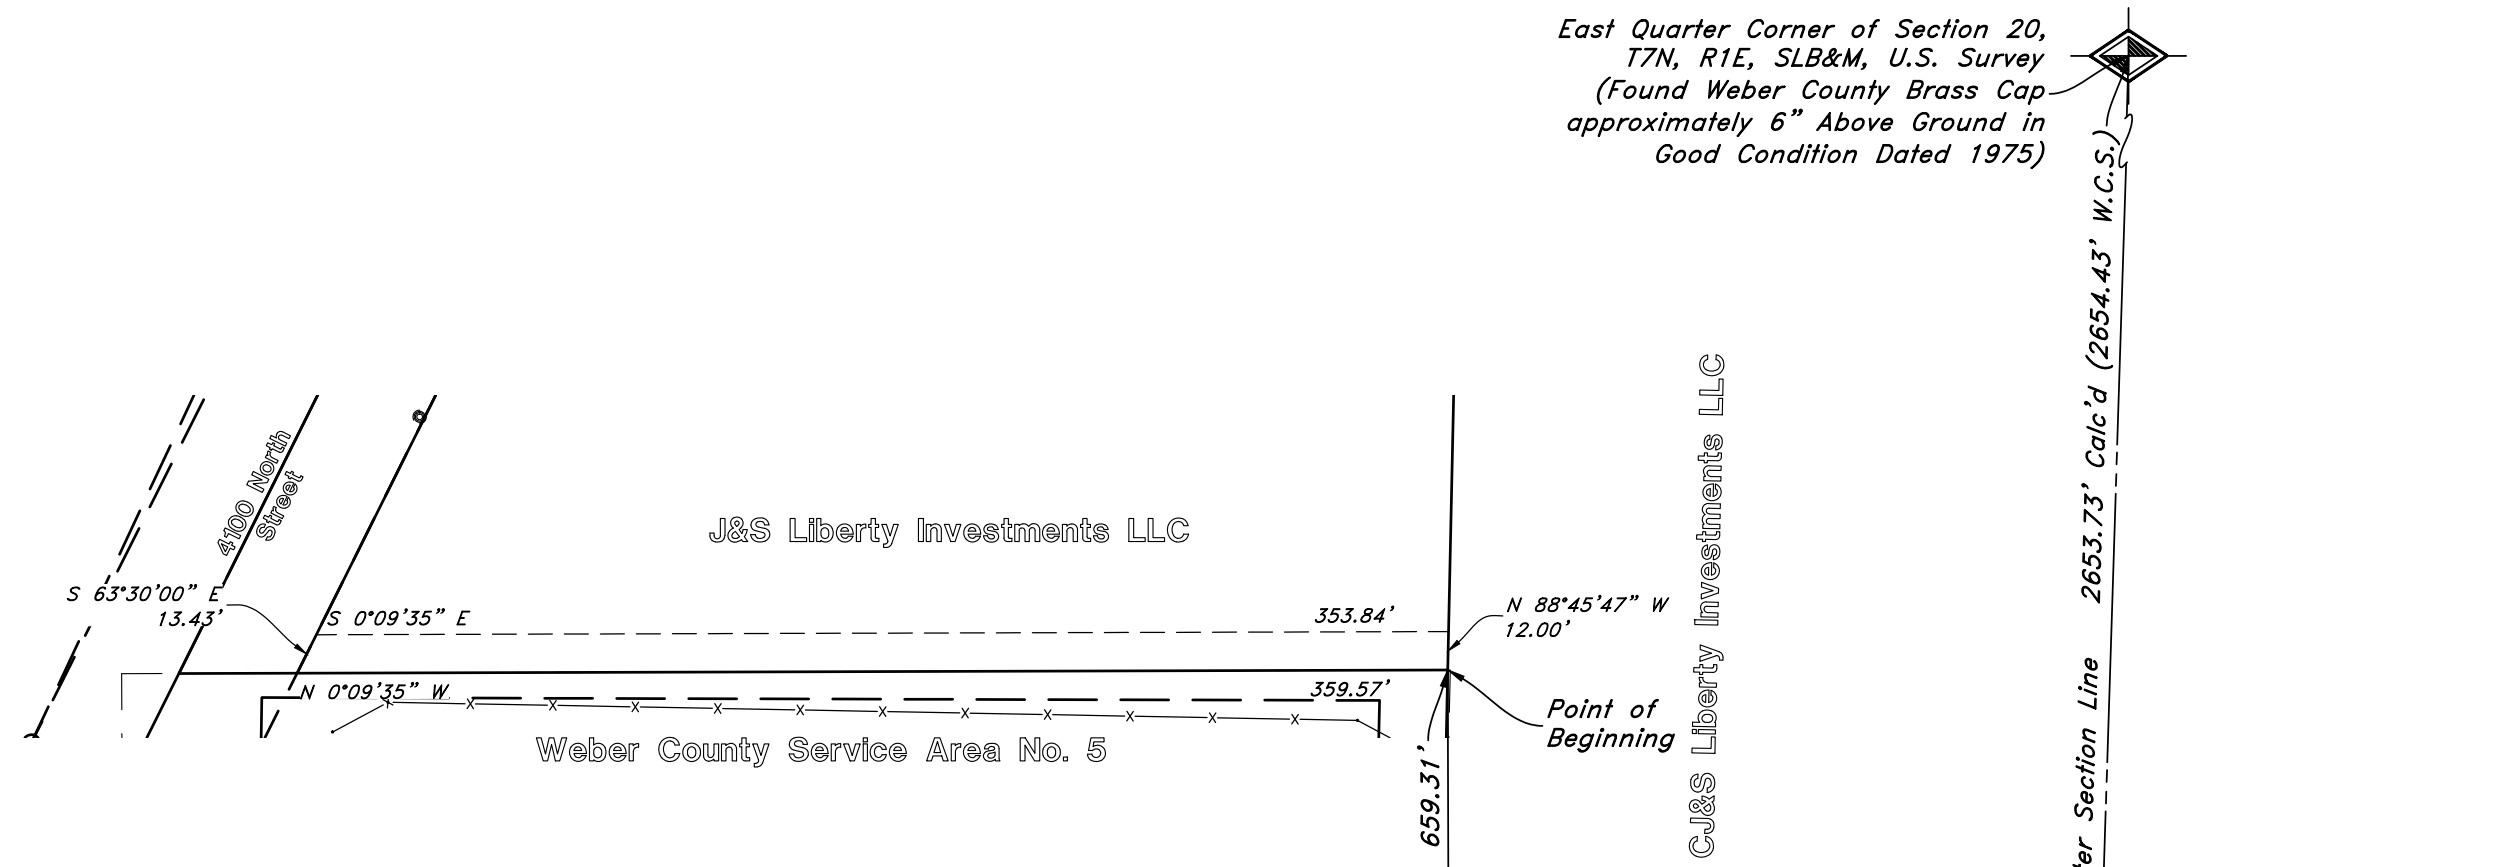 East Quarter Corner of Section 20,
T7N, R1E, SLB&M, U.S. Survey
(Found Weber County Brass Cap
approximately 6" Above Ground in
Good Condition Dated 1975)
2653.73' Calc'd (2654.43' W.C.S.)
Section Line
CJ&S Liberty Investments LLC
4100 North
Street
J&S Liberty Investments LLC
S 63°30'00" E
13.43'
S 0°09'35" E
353.84'
N 88°45'47" W
12.00'
N 0°09'35" W
359.57'
Point of
Beginning
Weber County Service Area No. 5
659.31'